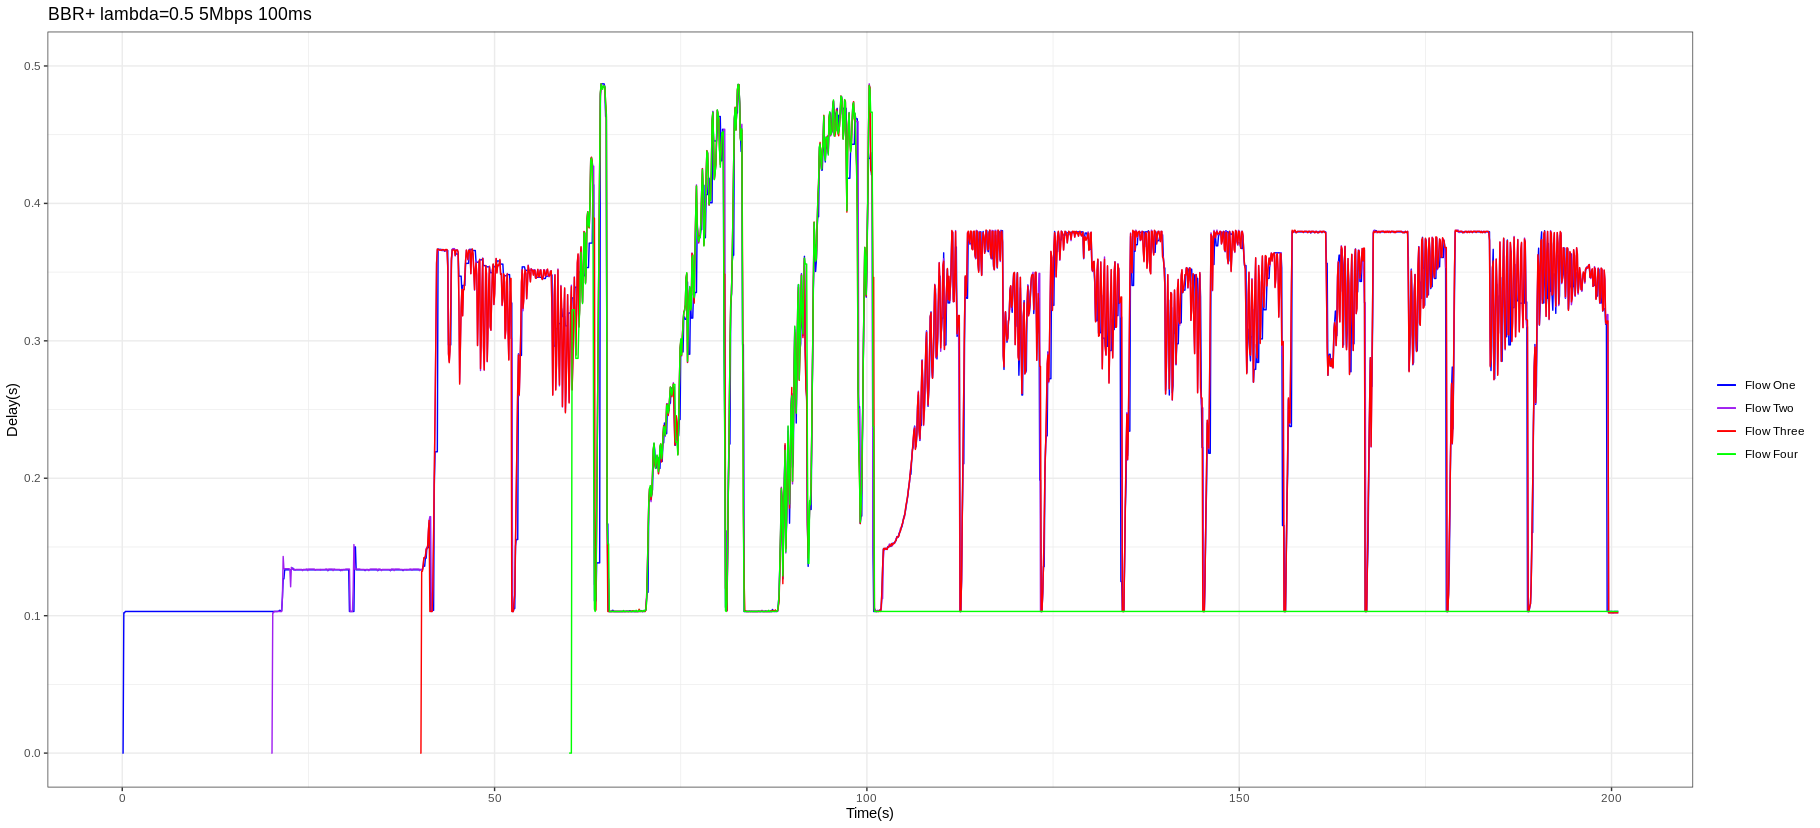 BBR+ lambda=0.5 5Mbps 100ms
0.5
0.4
0.3
0.2
0.1
0.0
Delay(s)
0 50 100 150 200
Time(s)
Flow One
Flow Two
Flow Three
Flow Four